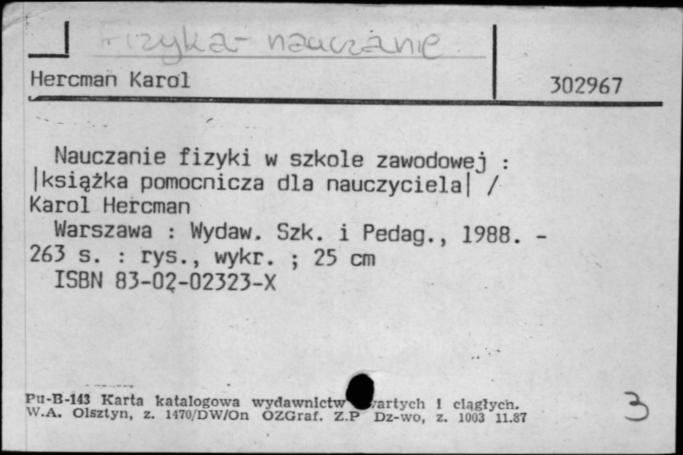 Fizyka - nauczanie
Hercman Karol
302967
Nauczanie fizyki w szkole zawodowej :
|książka pomocnicza dla nauczyciela| /
Karol Hercman
Warszawa : Wydaw. Szk. i Pedag., 1988. -
263 s. : rys., wykr. ; 25 cm
ISBN 83-02-02323-X
Pu-B-143 Karta katalogowa wydawnictw i ciągłych.
W.A. Olsztyn, z. 1470/DW/On OZGraf. Z.P Dz-wo, z. 1003 11.87
3